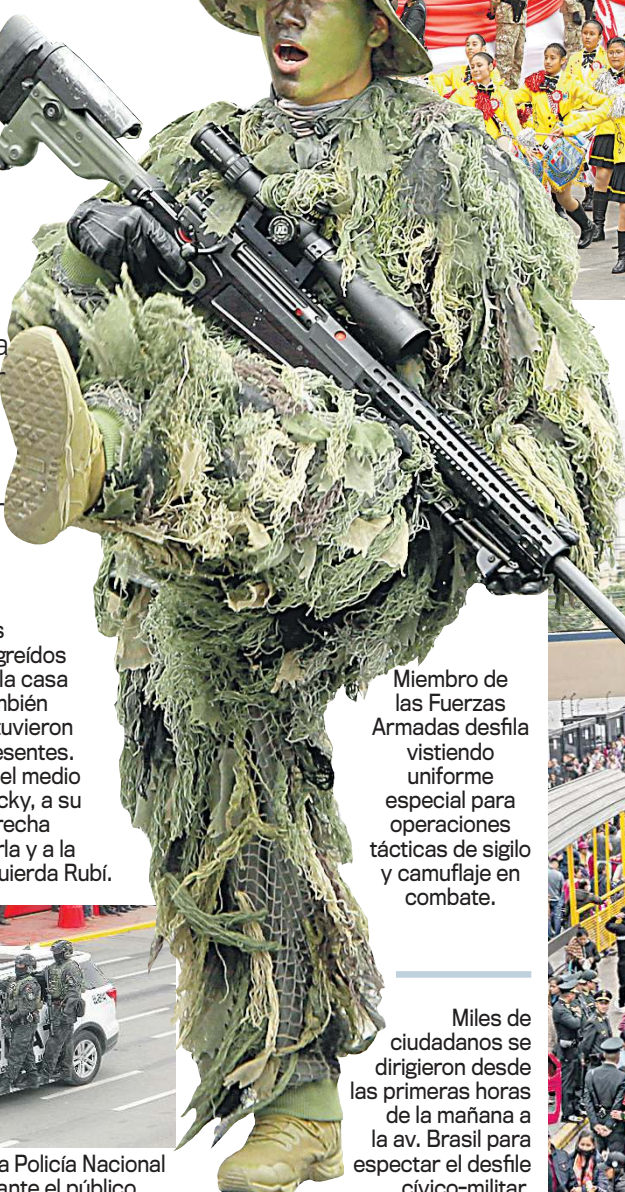 a
s
greídos
la casa
mbién
tuvieron
esentes.
el medio
cky, a su
recha
rla y a la
uierda Rubí.
Miembro de
las Fuerzas
Armadas desfila
vistiendo
uniforme
especial para
operaciones
tácticas de sigilo
y camuflaje en
combate.
Miles de
ciudadanos se
dirigieron desde
las primeras horas
de la mañana a
la av. Brasil para
espectar el desfile
cívico-militar.
a Policía Nacional
ante el público